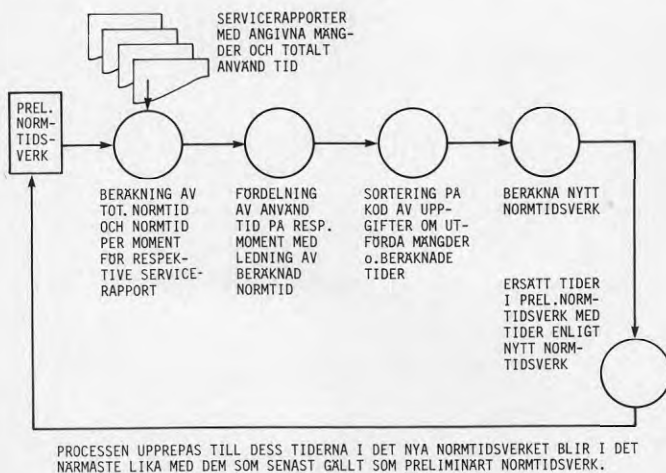 SERVICERAPPORTER
MED ANGIVNA MÄNG-
DER OCH TOTALT
ANVÄND TID
PREL.
NORM-
TIDS-
VERK
BERÄKNING AV
TOT. NORMTID
OCH NORMTID
PER MOMENT
FÖR RESPEK-
TIVE SERVICE-
RAPPORT
FÖRDELNING
AV ANVÄND
TID PÅ RESP.
MOMENT MED
LEDNING AV
BERÄKNAD
NORMTID
SORTERING PÅ
KOD AV UPP-
GIFTER OM UT-
FÖRDA MÄNGDER
o.BERÄKNADE
TIDER
BERÄKNA NYTT
NORMTIDSVERK
ERSÄTT TIDER
I PREL.NORM-
TIDSVERK MED
TIDER ENLIGT
NYTT NORM-
TIDSVERK
PROCESSEN UPPREPAS TILL DESS TIDERNA I DET NYA NORMTIDSVERKET BLIR I DET
NÄRMASTE LIKA MED DEM SOM SENAST GÄLLT SOM PRELIMINÄRT NORMTIDSVERK.